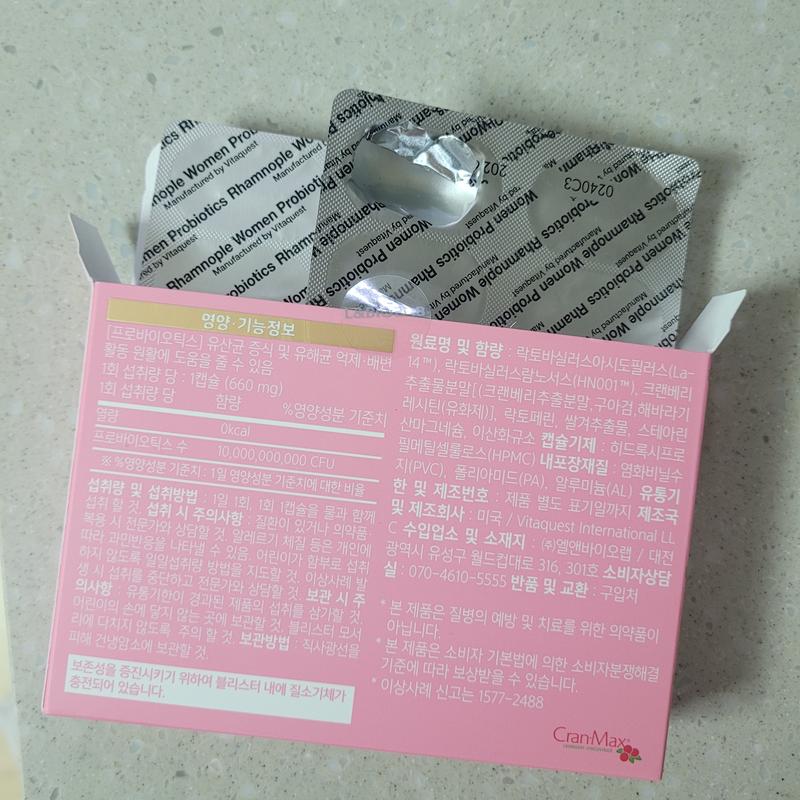 mnople Women Probiotics
Manufactured by Vitaquest
Rhamnople Women Probiotics
Manufactured by Vitaquest
Women Probiotics Rhamnople
Manufactured by Vitaquest
0240C3
영양·기능정보
[프로바이오틱스] 유산균 증식 및 유해균 억제·배변
활동 원활에 도움을 줄 수 있음
1회 섭취량 당 : 1캡슐 (660 mg)
1회 섭취량 당 함량 %영양성분 기준치
열량 0kcal
프로바이오틱스 수 10,000,000,000 CFU
※ %영양성분 기준치 : 1일 영양성분 기준치에 대한 비율
섭취량 및 섭취방법 : 1일 1회, 1회 1캡슐을 물과 함께
섭취 할 것. 섭취 시 주의사항 : 질환이 있거나 의약품
복용 시 전문가와 상담할 것. 알레르기 체질 등은 개인에
따라 과민반응을 나타낼 수 있음. 어린이가 함부로 섭취
하지 않도록 일일섭취량 방법을 지도할 것. 이상사례 발
생 시 섭취를 중단하고 전문가와 상담할 것. 보관 시 주
의사항 : 유통기한이 경과된 제품의 섭취를 삼가할 것.
어린이의 손에 닿지 않는 곳에 보관할 것. 블리스터 모서
리에 다치지 않도록 주의 할 것. 보관방법 : 직사광선을
피해 건냉암소에 보관할 것.
보존성을 증진시키기 위하여 블리스터 내에 질소기체가
충전되어 있습니다.
원료명 및 함량 : 락토바실러스아시도필러스(La-
14™), 락토바실러스람노서스(HN001™), 크랜베리
추출물분말[(크랜베리추출분말,구아검,해바라기
레시틴(유화제)], 락토페린, 쌀겨추출물, 스테아린
산마그네슘, 이산화규소 캡슐기제 : 히드록시프로
필메틸셀룰로스(HPMC) 내포장재질 : 염화비닐수
지(PVC), 폴리아미드(PA), 알루미늄(AL) 유통기
한 및 제조번호 : 제품 별도 표기일까지 제조국
및 제조회사 : 미국 / Vitaquest International LL
C 수입업소 및 소재지 : ㈜엘앤바이오랩 / 대전
광역시 유성구 월드컵대로 316, 301호 소비자상담
실 : 070-4610-5555 반품 및 교환 : 구입처
* 본 제품은 질병의 예방 및 치료를 위한 의약품이
아닙니다.
* 본 제품은 소비자 기본법에 의한 소비자분쟁해결
기준에 따라 보상받을 수 있습니다.
* 이상사례 신고는 1577-2488
CranMax®